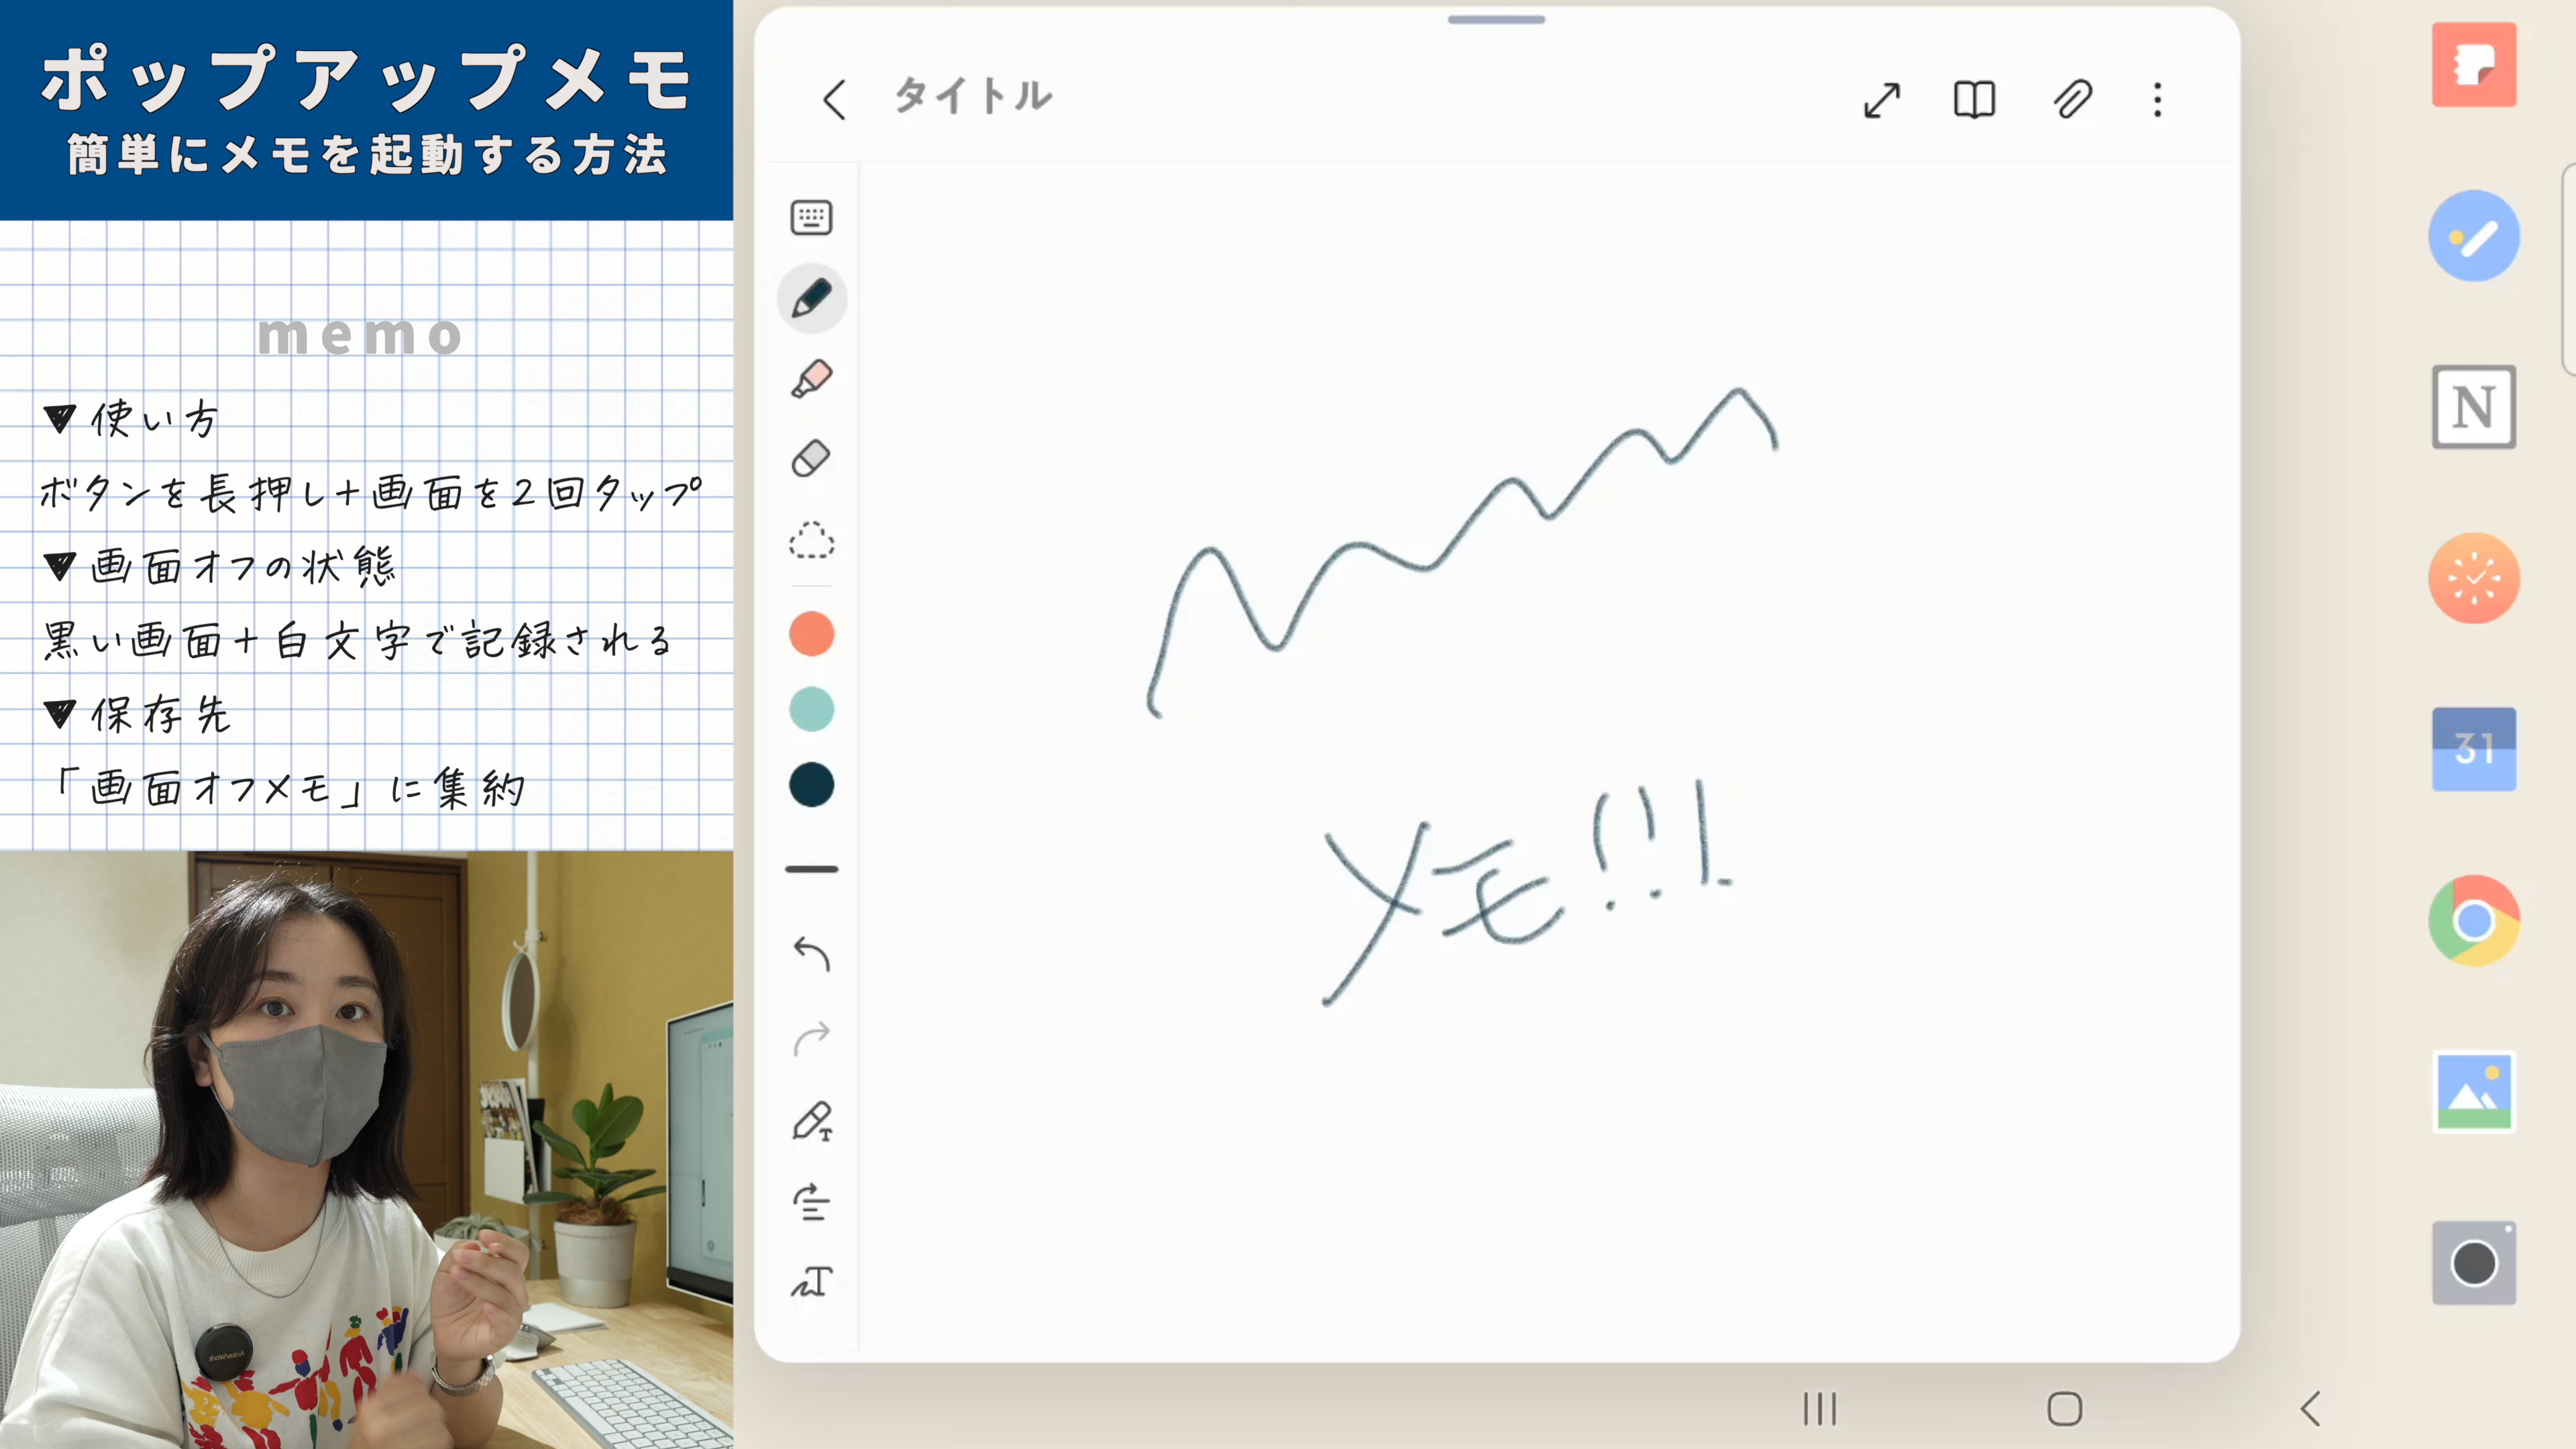 ポップアップメモ
簡単にメモを起動する方法
memo
▼使い方
ボタンを長押し+画面を2回タップ
▼画面オフの状態
黒い画面+白文字で記録される
▼保存先
「画面オフメモ」に集約
タイトル
メモ!!!
N
31
T
T